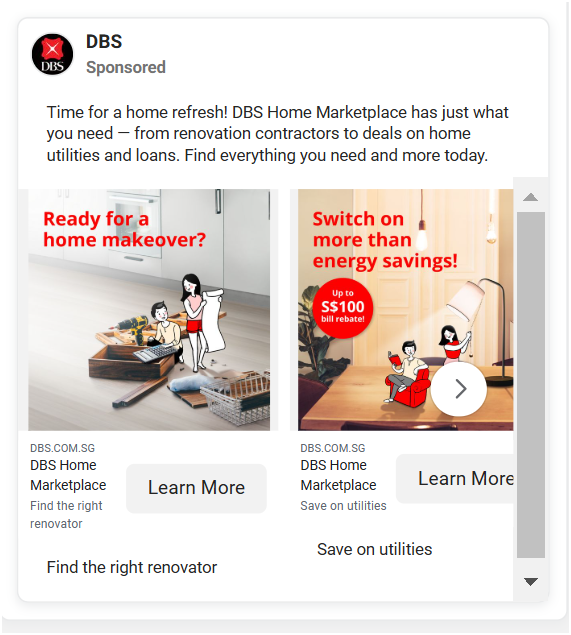 DBS
DBS
Sponsored
Time for a home refresh! DBS Home Marketplace has just what
you need — from renovation contractors to deals on home
utilities and loans. Find everything you need and more today.
Ready for a
home makeover?
DBS.COM.SG
DBS Home
Marketplace
Find the right
renovator
Learn More
Find the right renovator
Switch on
more than
energy savings!
Up to
S$100
bill rebate!
DBS.COM.SG
DBS Home
Marketplace
Save on utilities
Learn More
Save on utilities